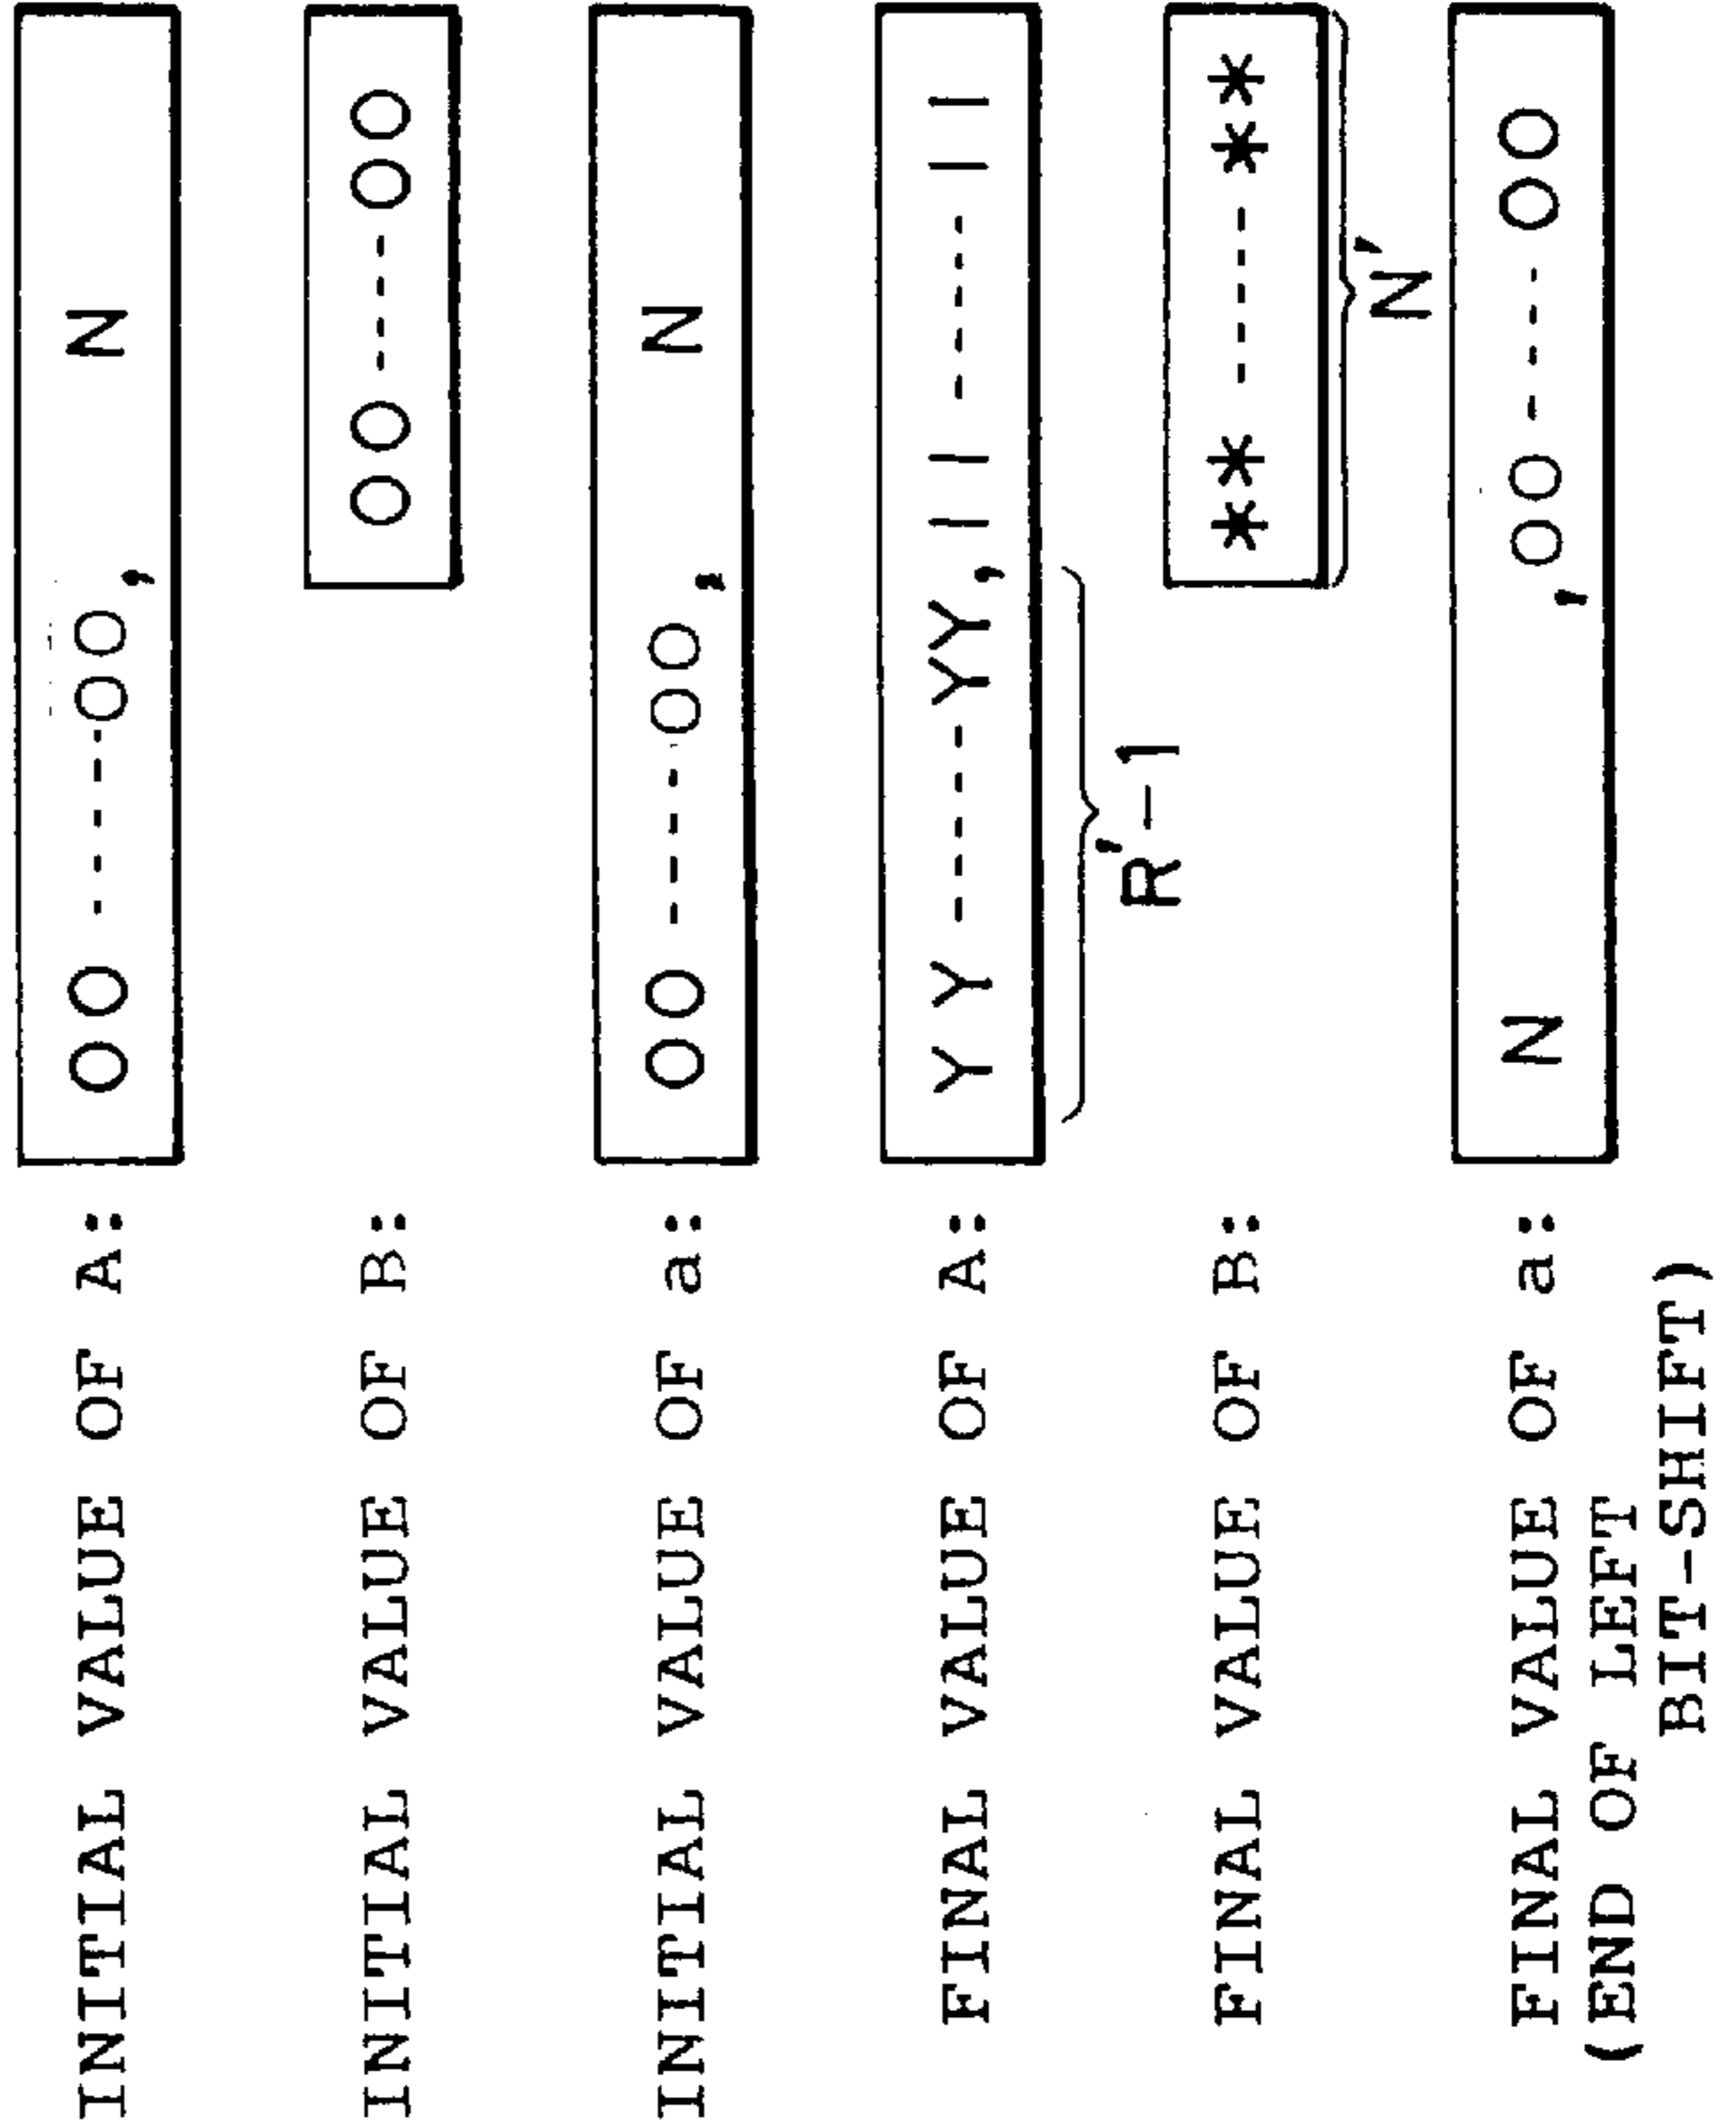 INITIAL VALUE OF A: 00-----00, N
INITIAL VALUE OF B: 00----00
INITIAL VALUE OF a: 00-----00, N
FINAL VALUE OF A: YY-----YY, 11-----11
R'-1
FINAL VALUE OF B: **-----**
N'
FINAL VALUE OF a: N , 00----00
(END OF LEFT
BIT-SHIFT)